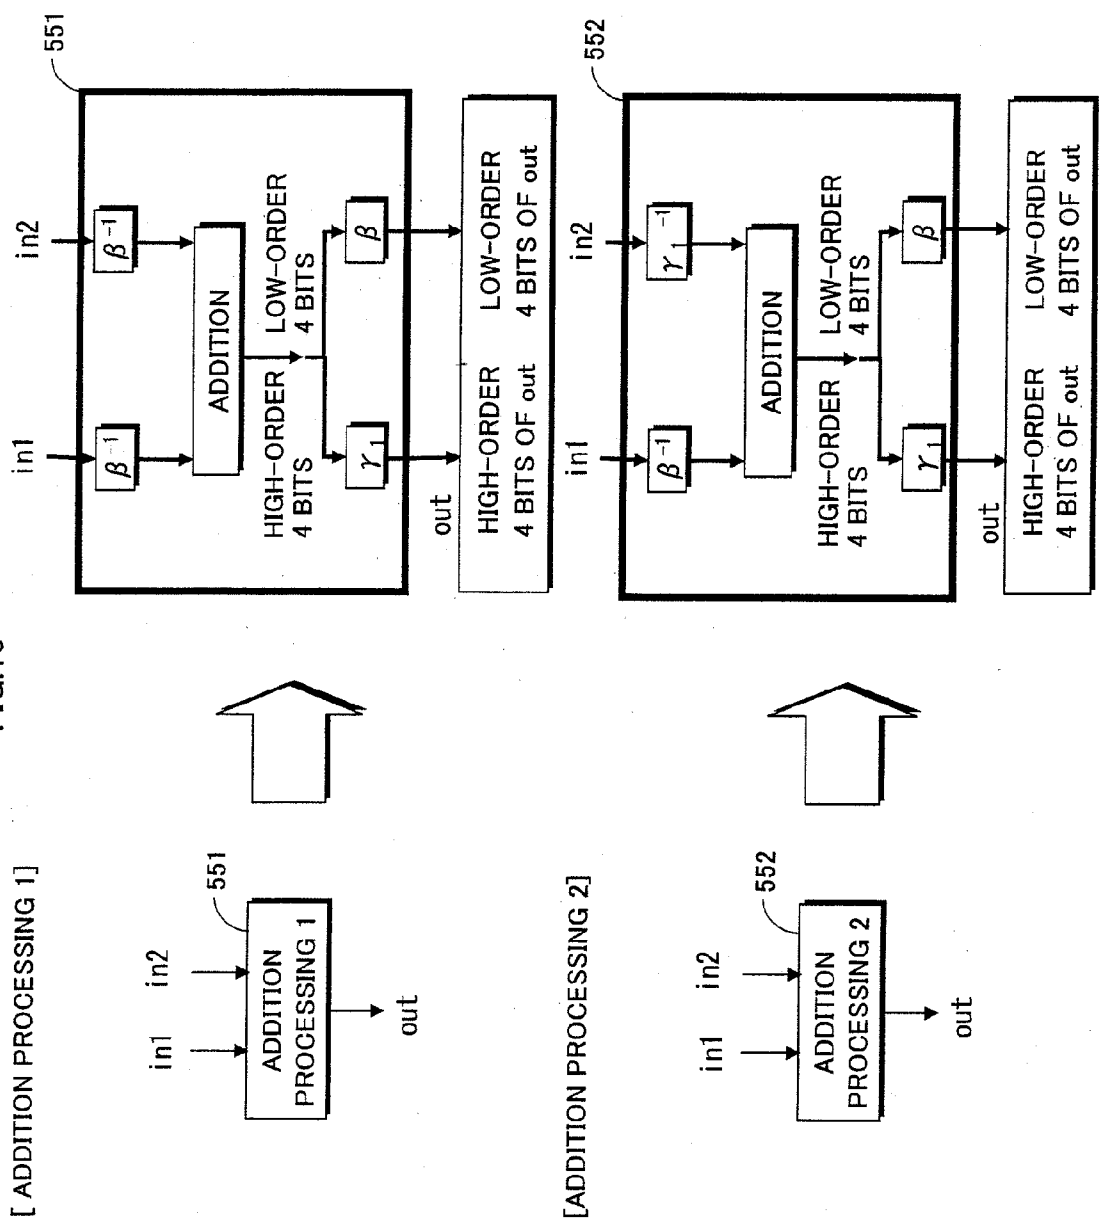 [ ADDITION PROCESSING 1]
in1
in2
551
ADDITION
PROCESSING 1
out
551
in1
in2
β⁻¹
β⁻¹
ADDITION
HIGH-ORDER
4 BITS
LOW-ORDER
4 BITS
γ₁
β
out
HIGH-ORDER
4 BITS OF out
LOW-ORDER
4 BITS OF out
[ADDITION PROCESSING 2]
in1
in2
552
ADDITION
PROCESSING 2
out
552
in1
in2
β⁻¹
γ₁⁻¹
ADDITION
HIGH-ORDER
4 BITS
LOW-ORDER
4 BITS
γ₁
β
out
HIGH-ORDER
4 BITS OF out
LOW-ORDER
4 BITS OF out